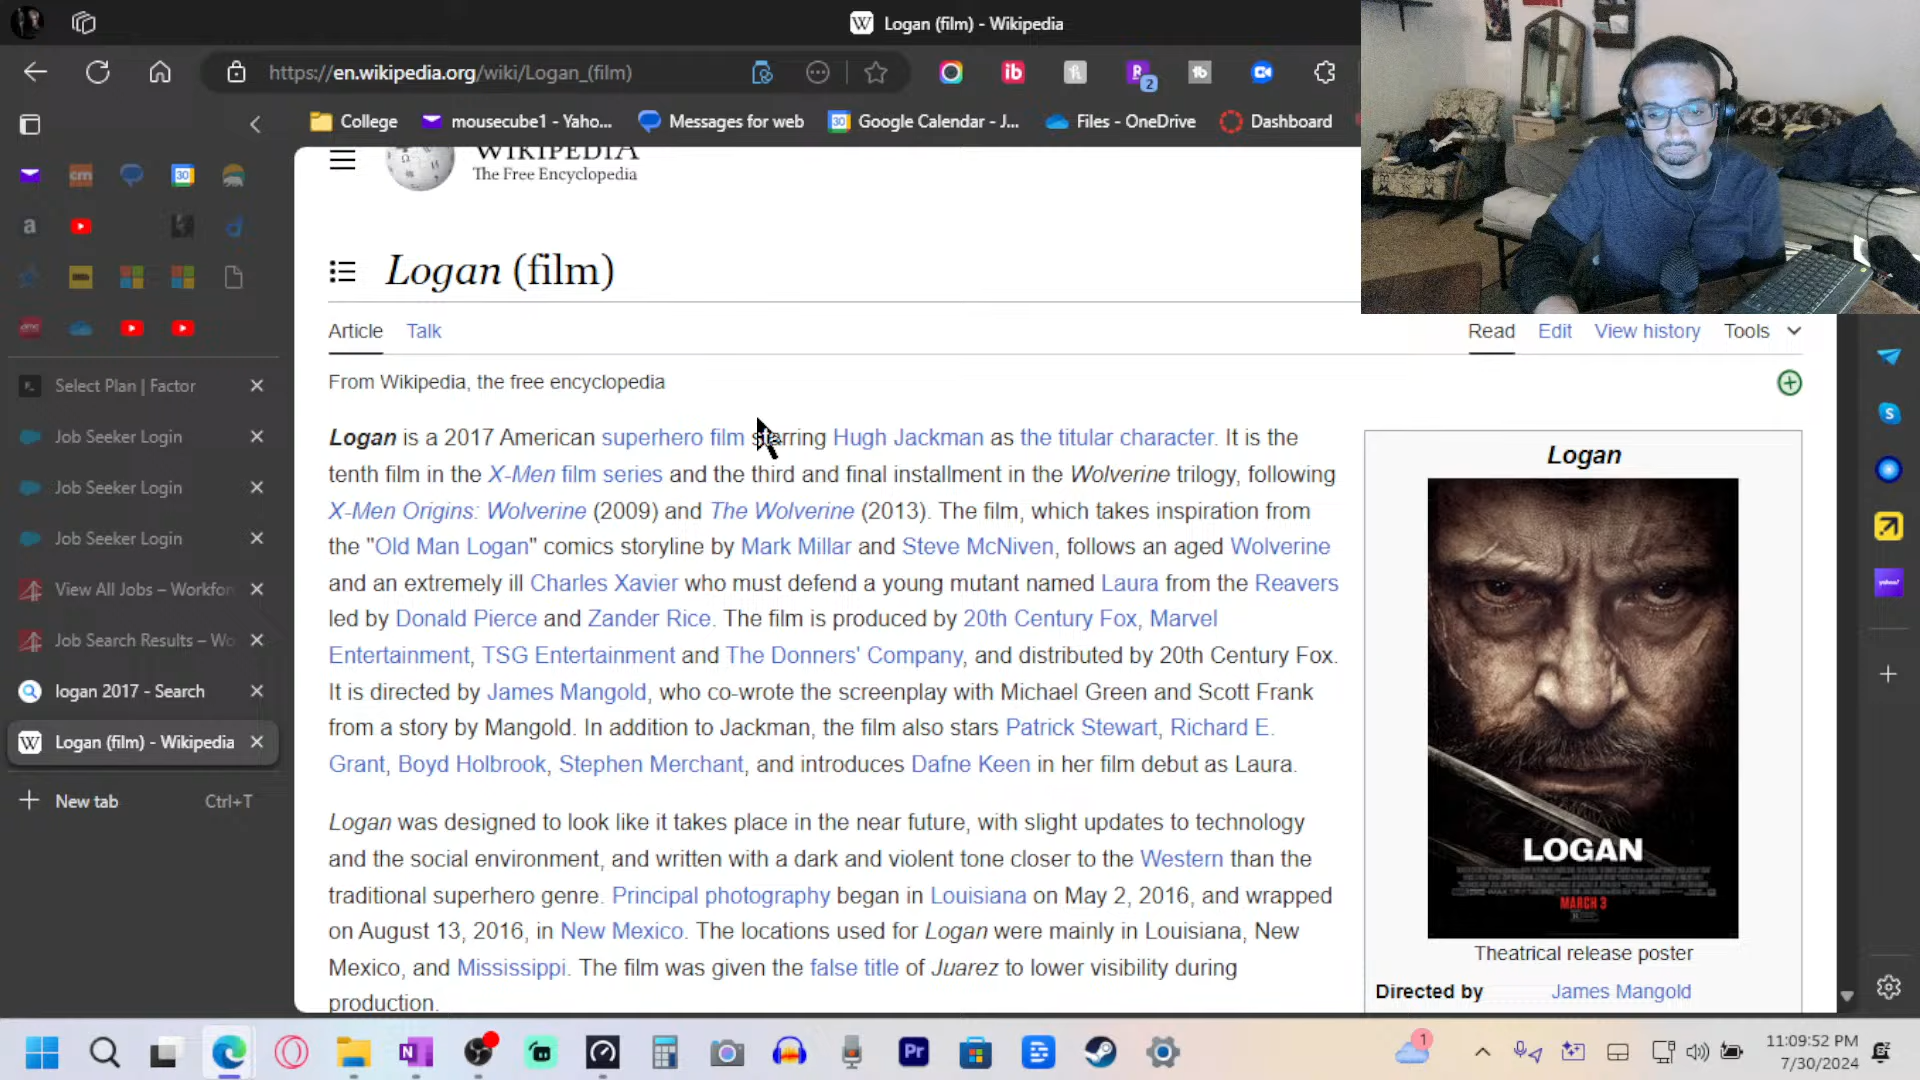 Logan (film) - Wikipedia
https://en.wikipedia.org/wiki/Logan_(film)
College
mousecube1 - Yaho...
Messages for web
Google Calendar - J...
Files - OneDrive
Dashboard
WIKIPEDIA
The Free Encyclopedia
Logan (film)
Article Talk
Read Edit View history Tools
From Wikipedia, the free encyclopedia
Logan is a 2017 American superhero film starring Hugh Jackman as the titular character. It is the
tenth film in the X-Men film series and the third and final installment in the Wolverine trilogy, following
X-Men Origins: Wolverine (2009) and The Wolverine (2013). The film, which takes inspiration from
the "Old Man Logan" comics storyline by Mark Millar and Steve McNiven, follows an aged Wolverine
and an extremely ill Charles Xavier who must defend a young mutant named Laura from the Reavers
led by Donald Pierce and Zander Rice. The film is produced by 20th Century Fox, Marvel
Entertainment, TSG Entertainment and The Donners' Company, and distributed by 20th Century Fox.
It is directed by James Mangold, who co-wrote the screenplay with Michael Green and Scott Frank
from a story by Mangold. In addition to Jackman, the film also stars Patrick Stewart, Richard E.
Grant, Boyd Holbrook, Stephen Merchant, and introduces Dafne Keen in her film debut as Laura.
Logan was designed to look like it takes place in the near future, with slight updates to technology
and the social environment, and written with a dark and violent tone closer to the Western than the
traditional superhero genre. Principal photography began in Louisiana on May 2, 2016, and wrapped
on August 13, 2016, in New Mexico. The locations used for Logan were mainly in Louisiana, New
Mexico, and Mississippi. The film was given the false title of Juarez to lower visibility during
production.
Logan
LOGAN
MARCH 3
Theatrical release poster
Directed by James Mangold
Select Plan | Factor
Job Seeker Login
Job Seeker Login
Job Seeker Login
View All Jobs – Workfor
Job Search Results – Wo
logan 2017 - Search
Logan (film) - Wikipedia
New tab Ctrl+T
11:09:52 PM
7/30/2024